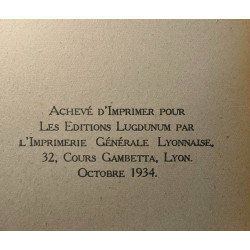 Achevé d'Imprimer pour
Les Editions Lugdunum par
l'Imprimerie Générale Lyonnaise,
32, Cours Gambetta, Lyon.
Octobre 1934.